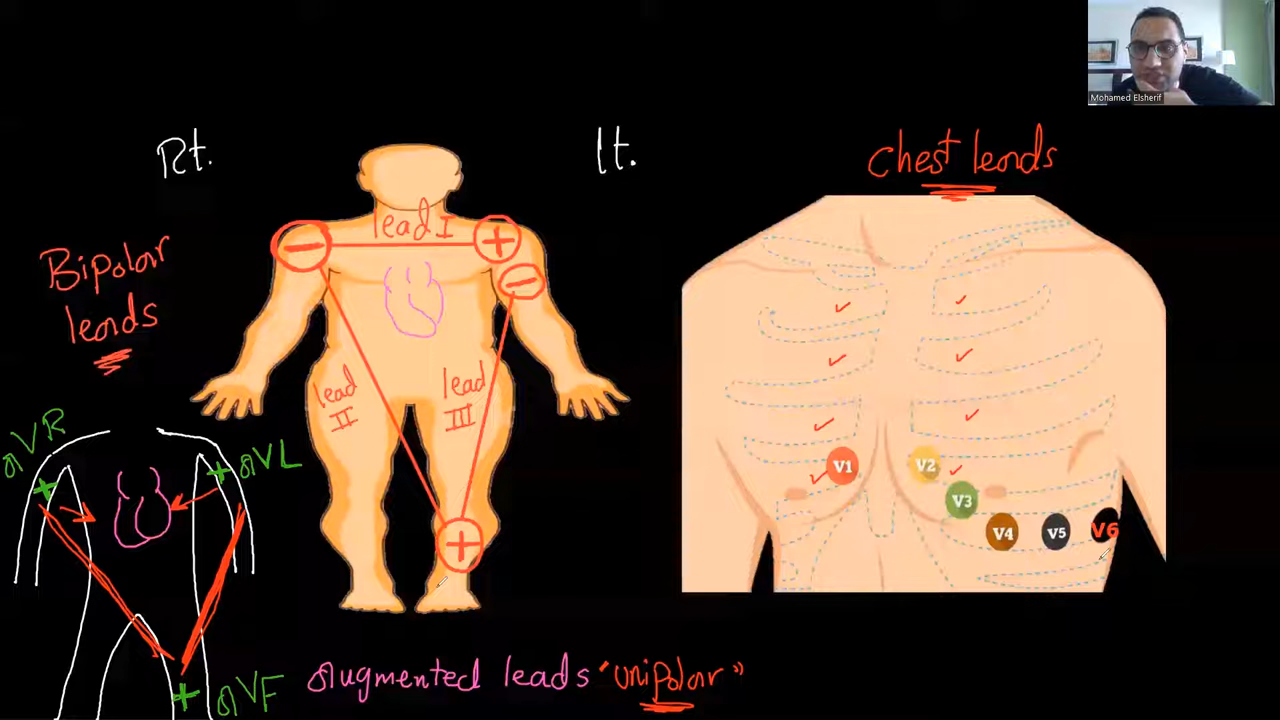 Mohamed Elsherif
Rt.
lt.
Chest leads
lead I
Bipolar
leads
lead
II
lead
III
aVR
aVL
V1
V2
V3
V4
V5
V6
aVF
augmented leads "unipolar"